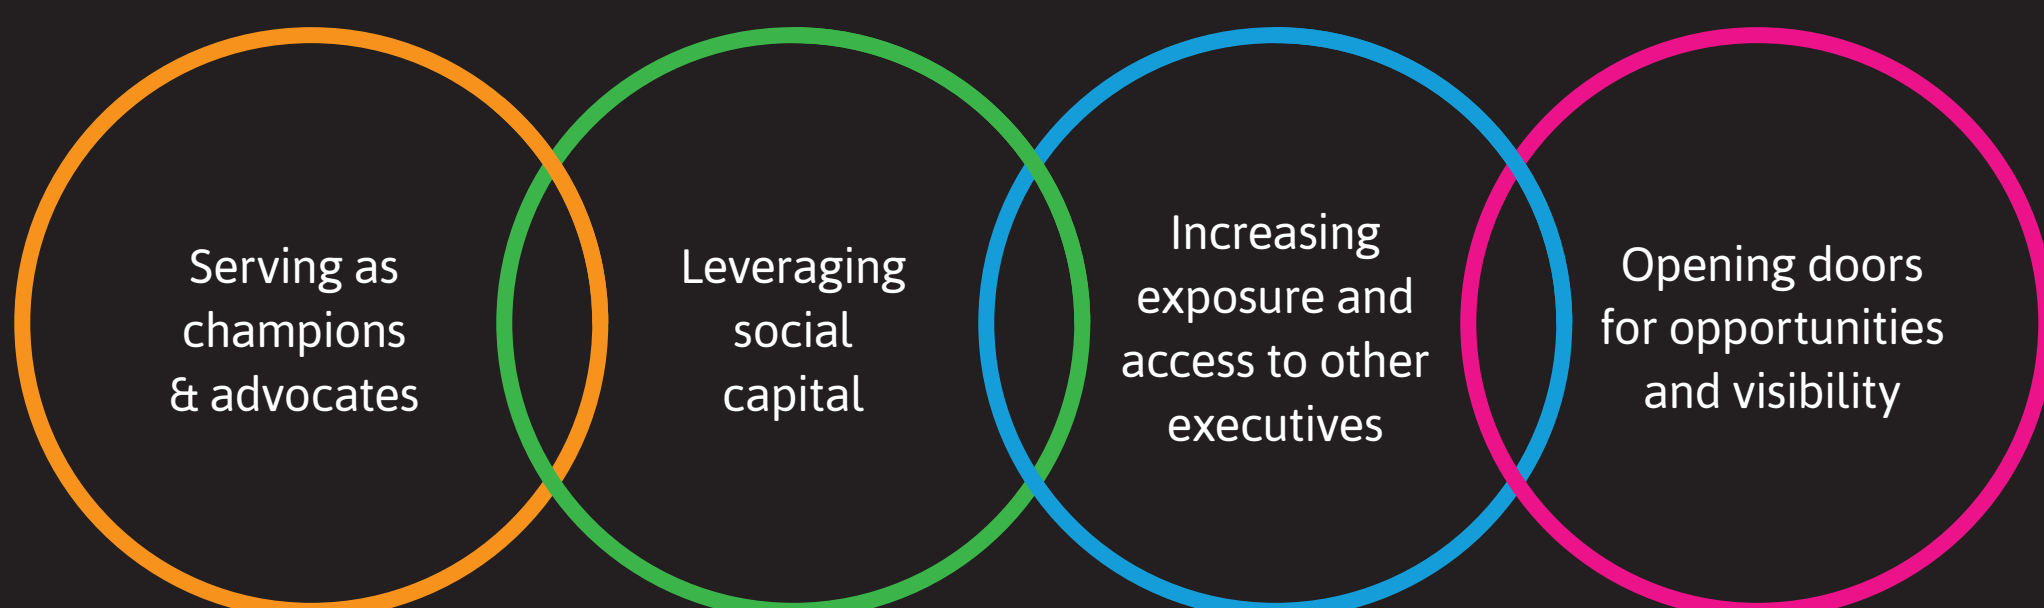 Serving as
champions
& advocates
Leveraging
social
capital
Increasing
exposure and
access to other
executives
Opening doors
for opportunities
and visibility